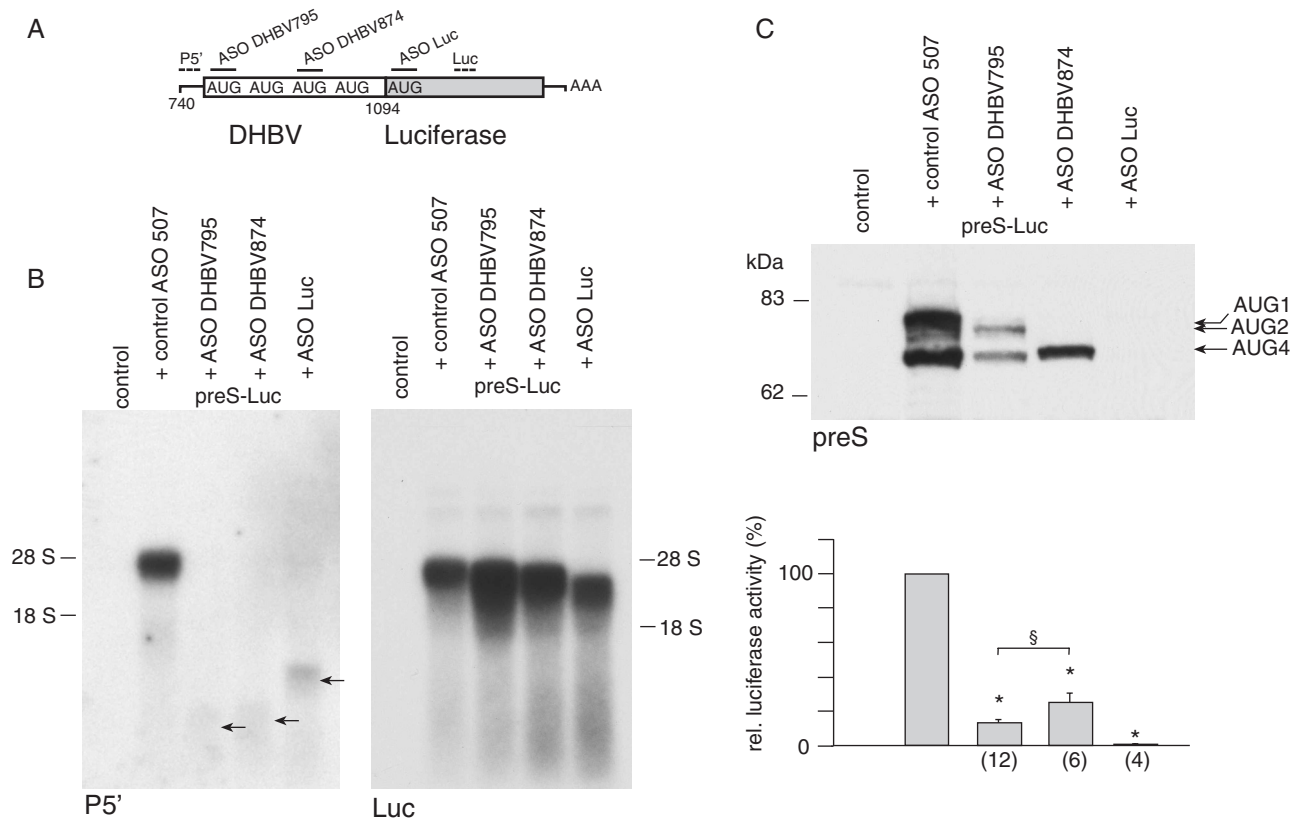 A
ASO DHBV795
ASO DHBV874
ASO Luc
P5'
Luc
AUG AUG AUG AUG AUG
AAA
740
1094
DHBV
Luciferase
B
control
+ control ASO 507
+ ASO DHBV795
+ ASO DHBV874
+ ASO Luc
preS-Luc
28 S
18 S
P5'
control
+ control ASO 507
+ ASO DHBV795
+ ASO DHBV874
+ ASO Luc
preS-Luc
28 S
18 S
Luc
C
control
+ control ASO 507
+ ASO DHBV795
+ ASO DHBV874
+ ASO Luc
preS-Luc
kDa
83
62
AUG1
AUG2
AUG4
preS
rel. luciferase activity (%)
100
0
§
*
*
*
(12) (6) (4)